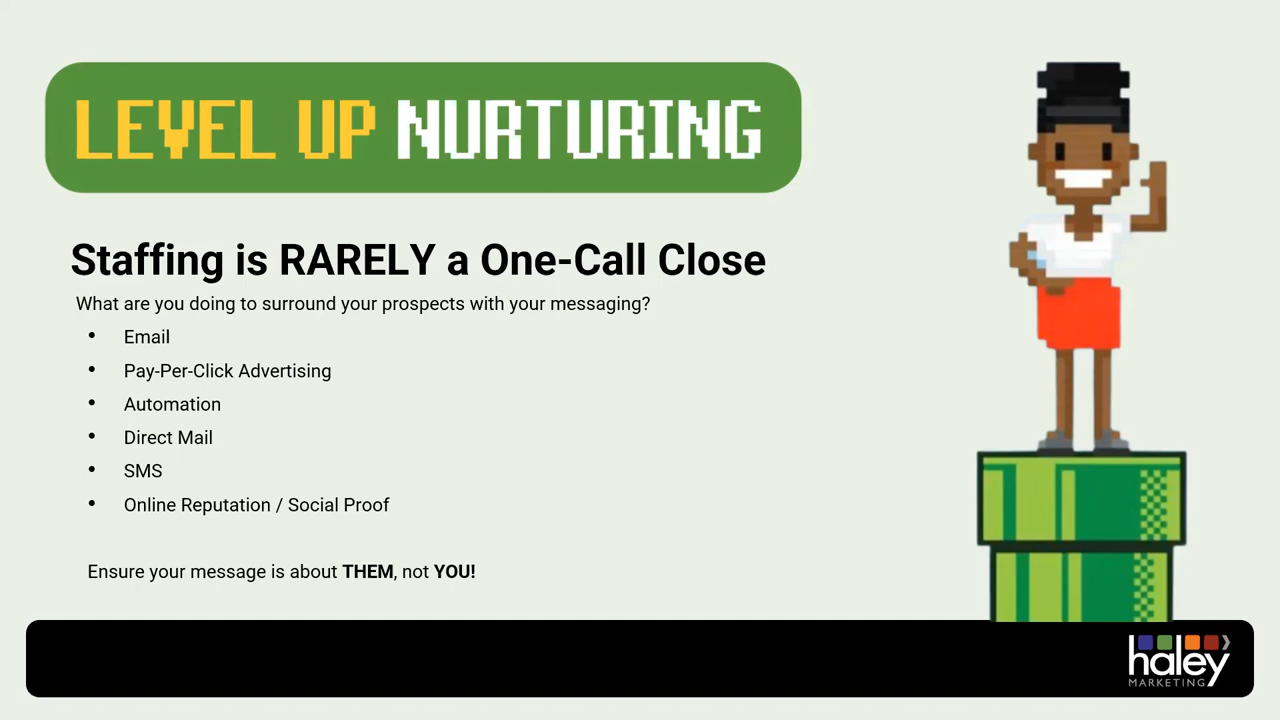 LEVEL UP NURTURING
Staffing is RARELY a One-Call Close
What are you doing to surround your prospects with your messaging?
• Email
• Pay-Per-Click Advertising
• Automation
• Direct Mail
• SMS
• Online Reputation / Social Proof
Ensure your message is about THEM, not YOU!
haley
MARKETING